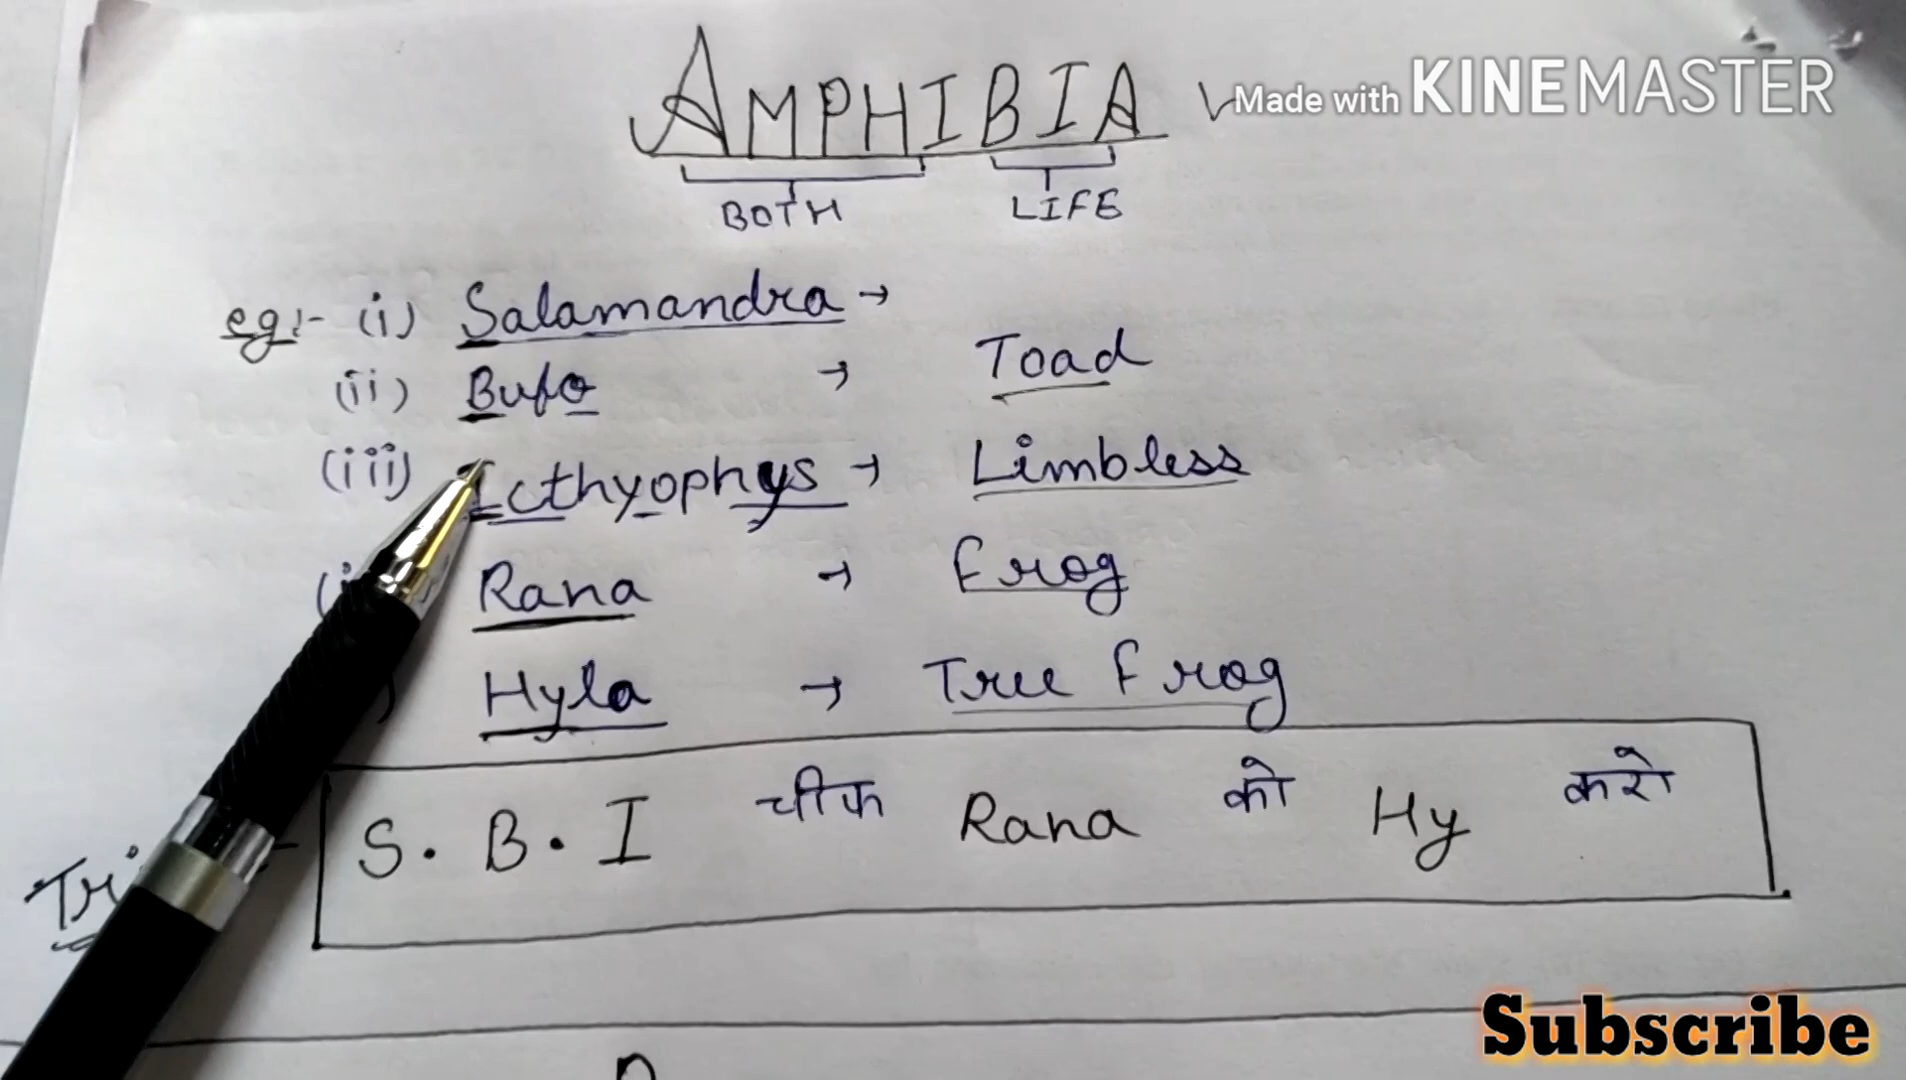 AMPHIBIA
Made with KINEMASTER
BOTH LIFE
eg:- (i) Salamandra →
(ii) Bufo → Toad
(iii) Icthyophys → Limbless
Rana → Frog
Hyla → Tree Frog
S. B. I चीफ Rana को Hy करो
Subscribe